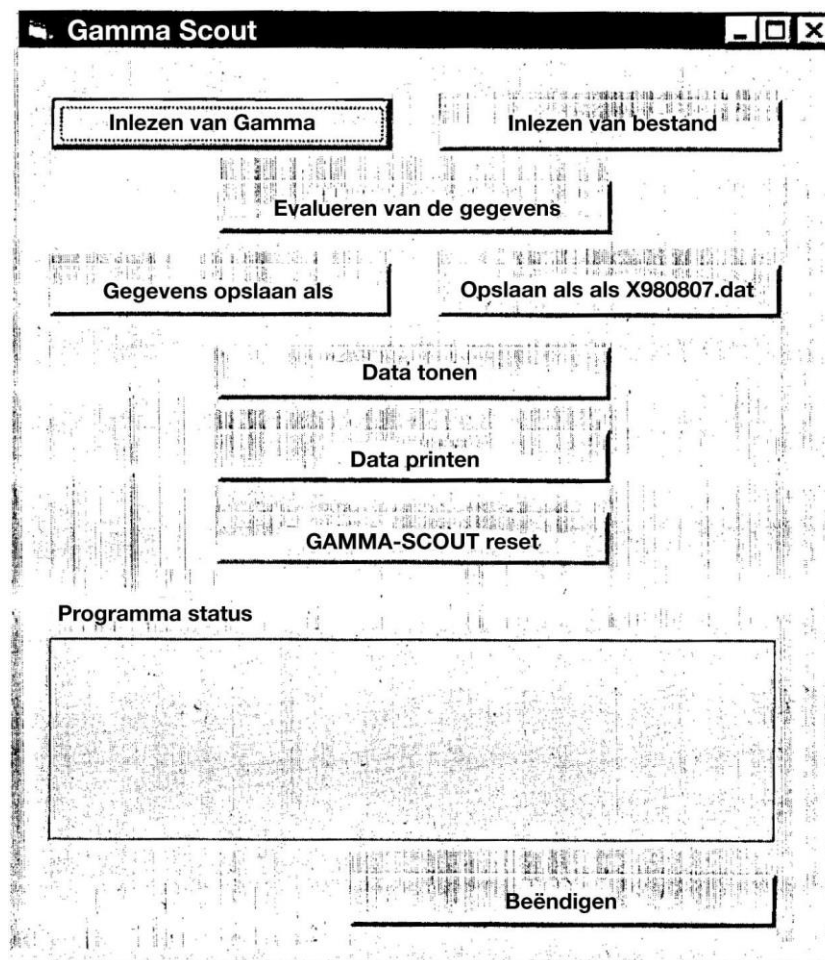 Gamma Scout
Inlezen van Gamma
Inlezen van bestand
Evalueren van de gegevens
Gegevens opslaan als
Opslaan als als X980807.dat
Data tonen
Data printen
GAMMA-SCOUT reset
Programma status
Beëndigen